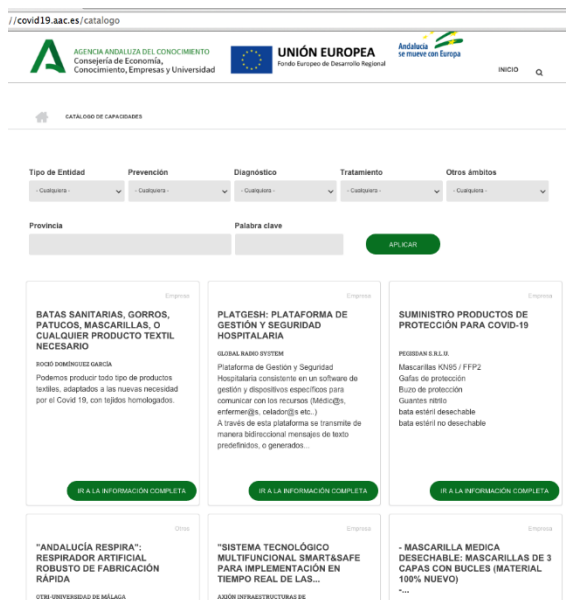 //covid19.aac.es/catalogo
AGENCIA ANDALUZA DEL CONOCIMIENTO
Consejería de Economía,
Conocimiento, Empresas y Universidad
UNIÓN EUROPEA
Fondo Europeo de Desarrollo Regional
Andalucía
se mueve con Europa
INICIO
CATÁLOGO DE CAPACIDADES
Tipo de Entidad Prevención Diagnóstico Tratamiento Otros ámbitos
- Cualquiera - - Cualquiera - - Cualquiera - - Cualquiera - - Cualquiera -
Provincia Palabra clave
APLICAR
Empresa
BATAS SANITARIAS, GORROS,
PATUCOS, MASCARILLAS, O
CUALQUIER PRODUCTO TEXTIL
NECESARIO
ROCIÓ DOMÍNGUEZ GARCÍA
Podemos producir todo tipo de productos
textiles, adaptados a las nuevas necesidad
por el Covid 19, con tejidos homologados.
IR A LA INFORMACIÓN COMPLETA
Empresa
PLATGESH: PLATAFORMA DE
GESTIÓN Y SEGURIDAD
HOSPITALARIA
GLOBAL RADIO SYSTEM
Plataforma de Gestión y Seguridad
Hospitalaria consistente en un software de
gestión y dispositivos específicos para
comunicar con los recursos (Médic@s,
enfermer@s, celador@s etc..)
A través de esta plataforma se transmite de
manera bidireccional mensajes de texto
predefinidos, o generados...
IR A LA INFORMACIÓN COMPLETA
Empresa
SUMINISTRO PRODUCTOS DE
PROTECCIÓN PARA COVID-19
PEGISDAN S.R.L.U.
Mascarillas KN95 / FFP2
Gafas de protección
Buzo de protección
Guantes nitrilo
bata estéril desechable
bata estéril no desechable
IR A LA INFORMACIÓN COMPLETA
Otros
"ANDALUCÍA RESPIRA":
RESPIRADOR ARTIFICIAL
ROBUSTO DE FABRICACIÓN
RÁPIDA
OTRI-UNIVERSIDAD DE MÁLAGA
Empresa
"SISTEMA TECNOLÓGICO
MULTIFUNCIONAL SMART&SAFE
PARA IMPLEMENTACIÓN EN
TIEMPO REAL DE LAS...
AXIÓN INFRAESTRUCTURAS DE
Empresa
- MASCARILLA MEDICA
DESECHABLE: MASCARILLAS DE 3
CAPAS CON BUCLES (MATERIAL
100% NUEVO)
-...